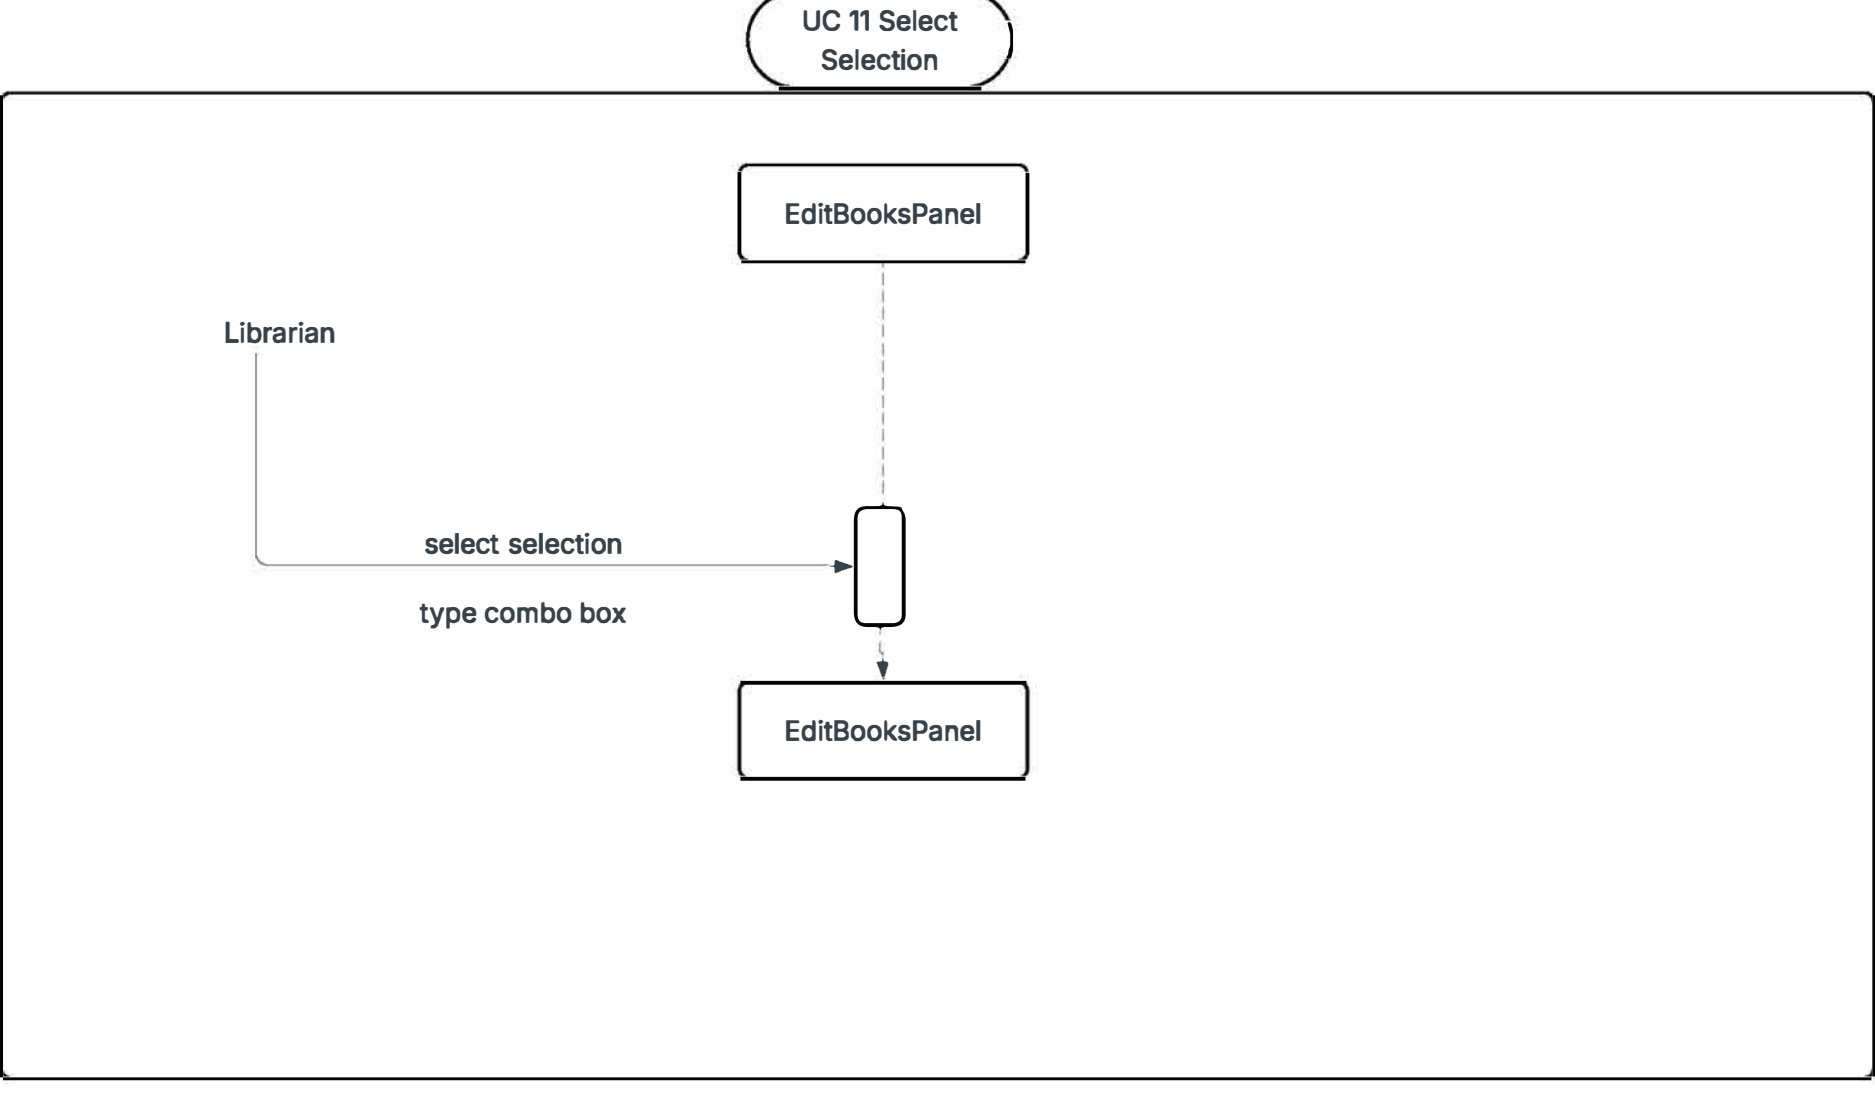 UC 11 Select
Selection
EditBooksPanel
Librarian
select selection
type combo box
EditBooksPanel